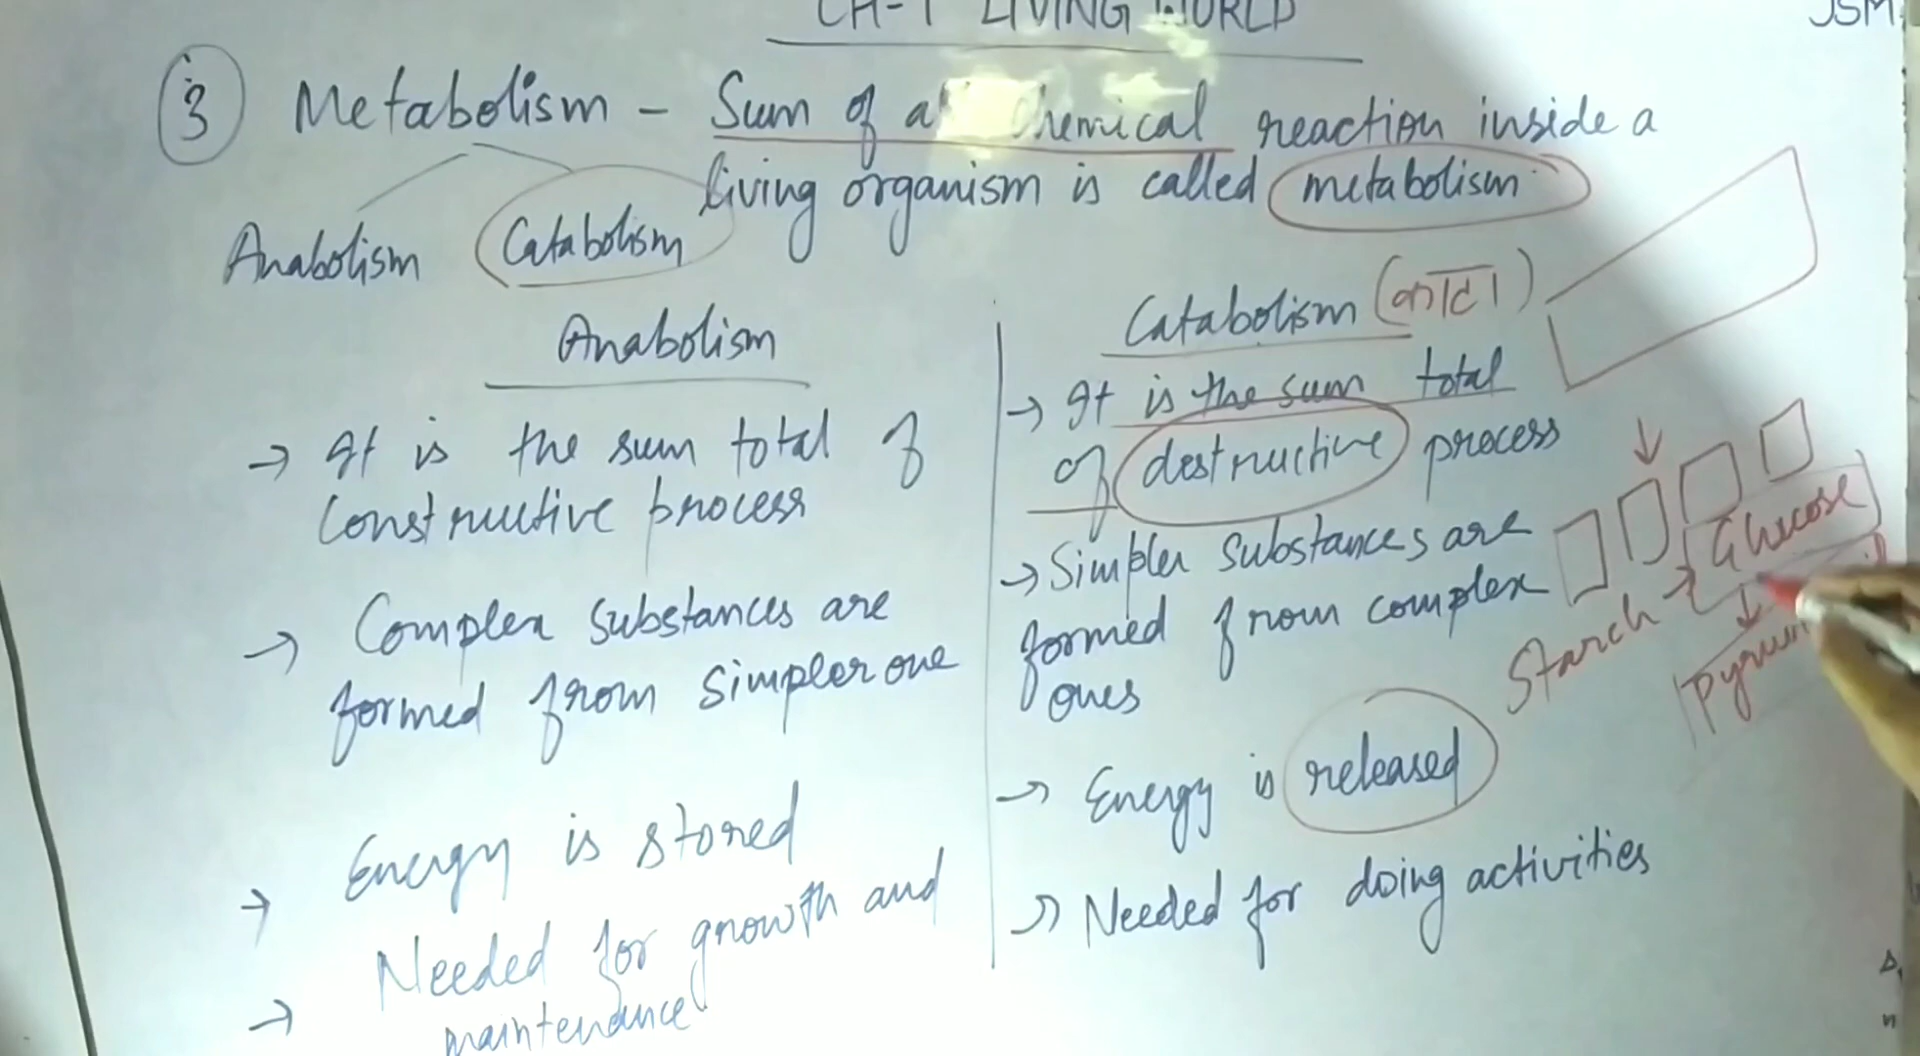 CH-1 LIVING WORLD
JSM
3 Metabolism - Sum of all chemical reaction inside a
living organism is called metabolism
Anabolism Catabolism
Anabolism
→ It is the sum total of
constructive process
→ Complex substances are
formed from simpler one
→ Energy is stored
→ Needed for growth and
maintenance
Catabolism (काटा)
→ It is the sum total
of destructive process
→ Simpler substances are
formed from complex
ones
→ Energy is released
→ Needed for doing activities
↓
Starch → Glucose
↓